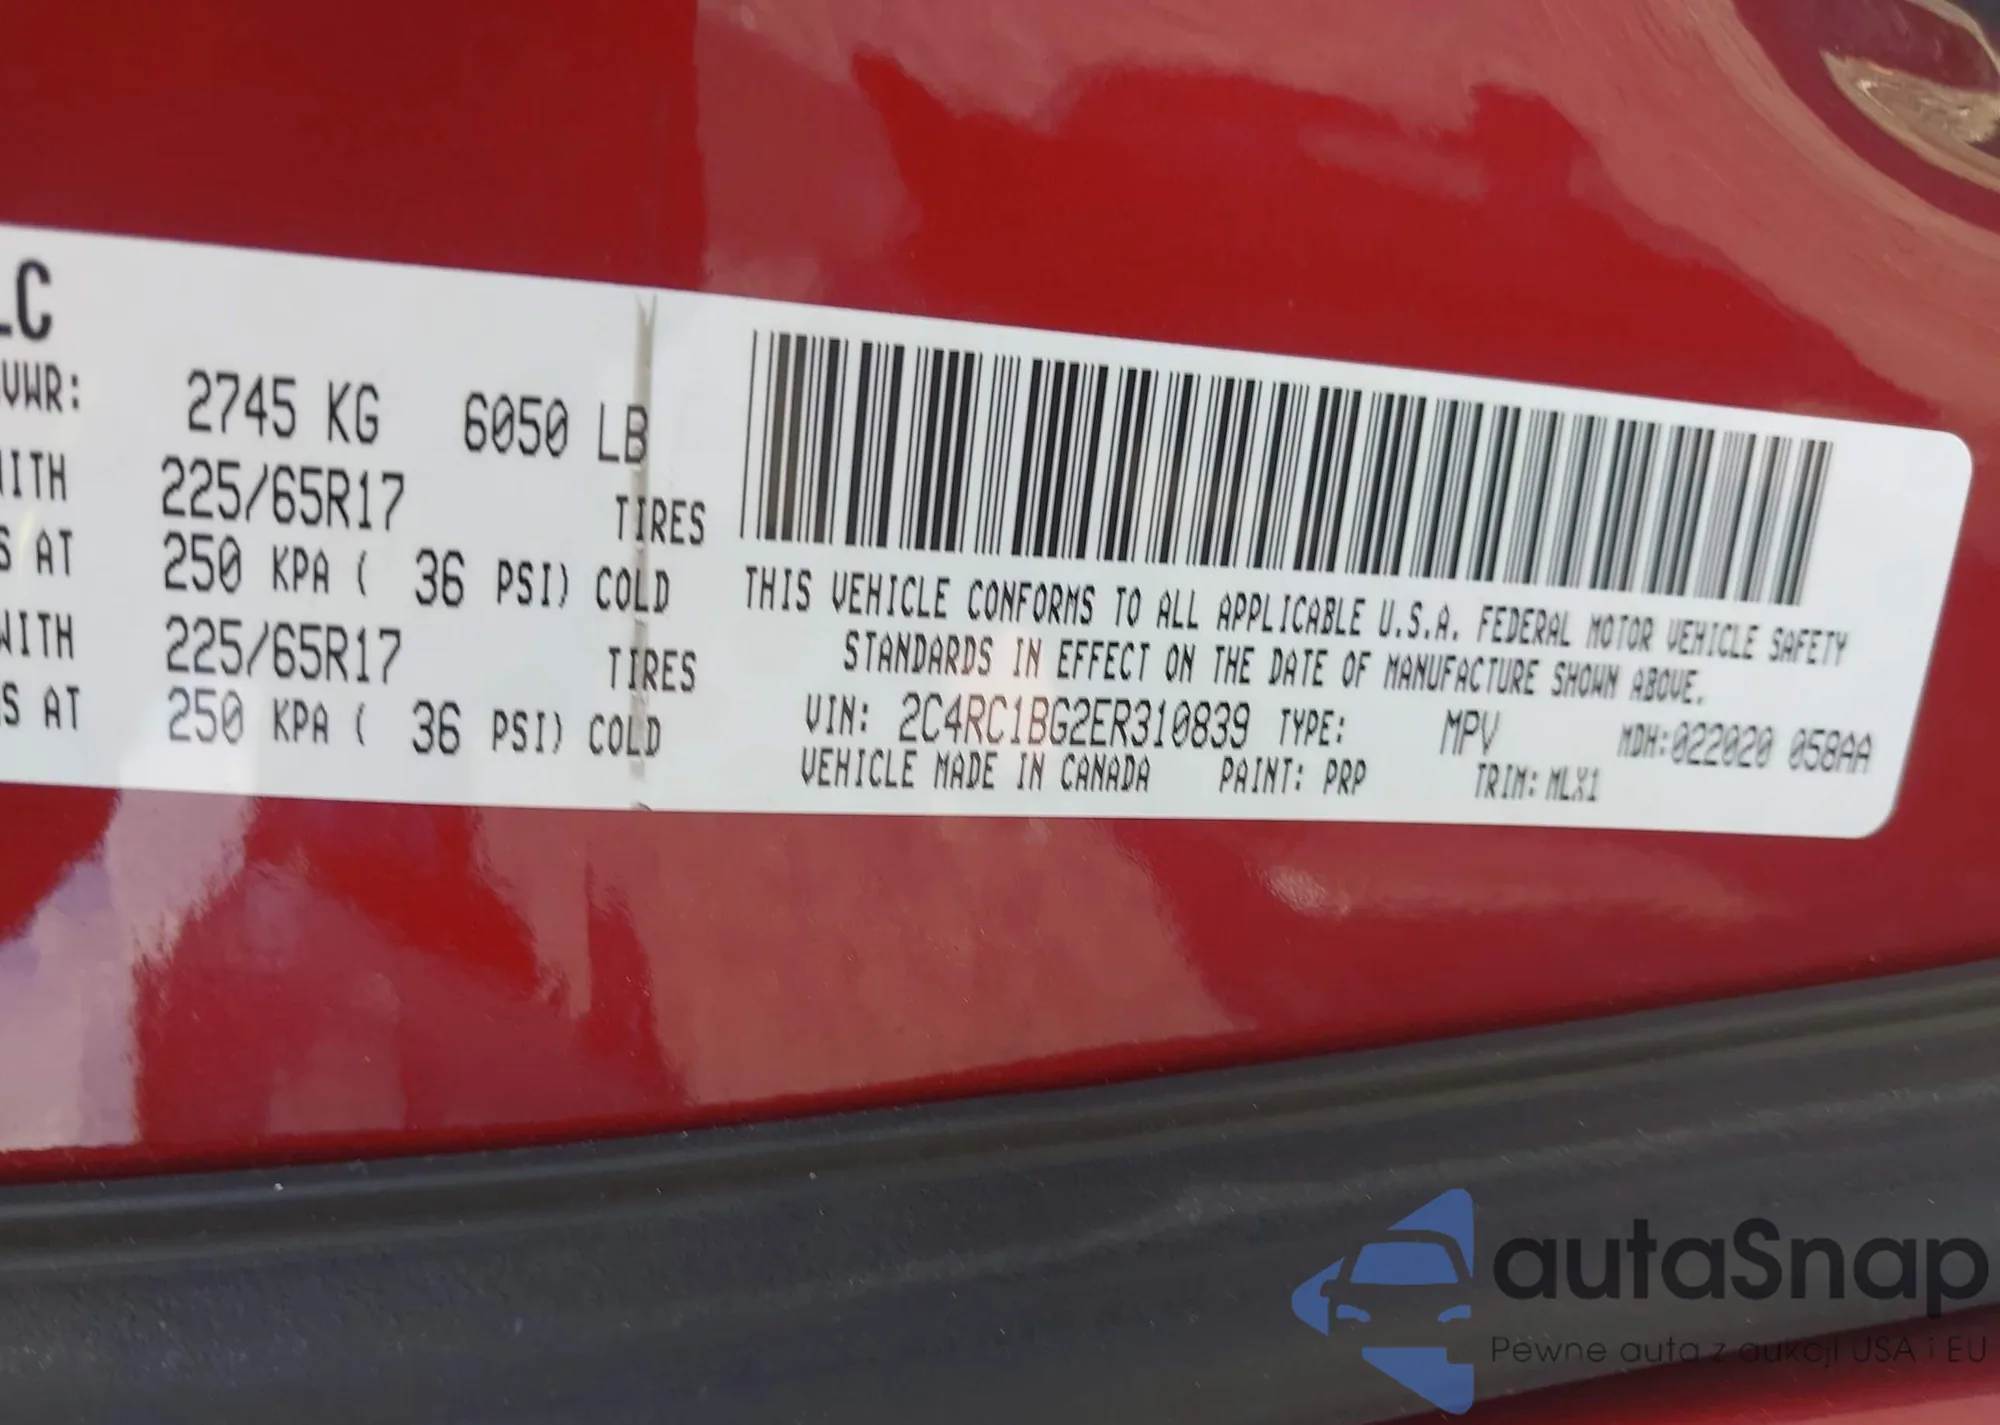 LC
VWR: 2745 KG 6050 LB
WITH 225/65R17 TIRES
S AT 250 KPA ( 36 PSI) COLD
WITH 225/65R17 TIRES
S AT 250 KPA ( 36 PSI) COLD
THIS VEHICLE CONFORMS TO ALL APPLICABLE U.S.A. FEDERAL MOTOR VEHICLE SAFETY
STANDARDS IN EFFECT ON THE DATE OF MANUFACTURE SHOWN ABOVE.
VIN: 2C4RC1BG2ER310839 TYPE: MPV MDH:022020 058AA
VEHICLE MADE IN CANADA PAINT: PRP TRIM: MLX1
autaSnap
Pewne auta z aukcji USA i EU